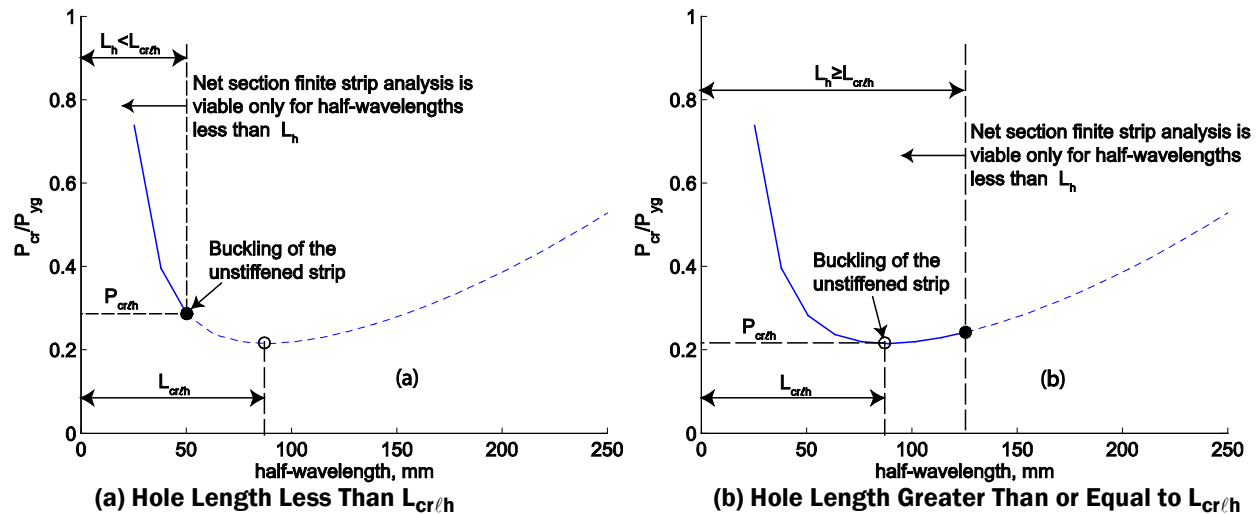 1
0.8
0.6
0.4
0.2
0
P_cr/P_yg
L_h<L_crℓh
Net section finite strip analysis is
viable only for half-wavelengths
less than L_h
Buckling of the
unstiffened strip
P_crℓh
L_crℓh
(a)
0 50 100 150 200 250
half-wavelength, mm
(a) Hole Length Less Than L_crℓh
1
0.8
0.6
0.4
0.2
0
P_cr/P_yg
L_h≥L_crℓh
Net section finite strip analysis is
viable only for half-wavelengths
less than L_h
Buckling of the
unstiffened strip
P_crℓh
L_crℓh
(b)
0 50 100 150 200 250
half-wavelength, mm
(b) Hole Length Greater Than or Equal to L_crℓh